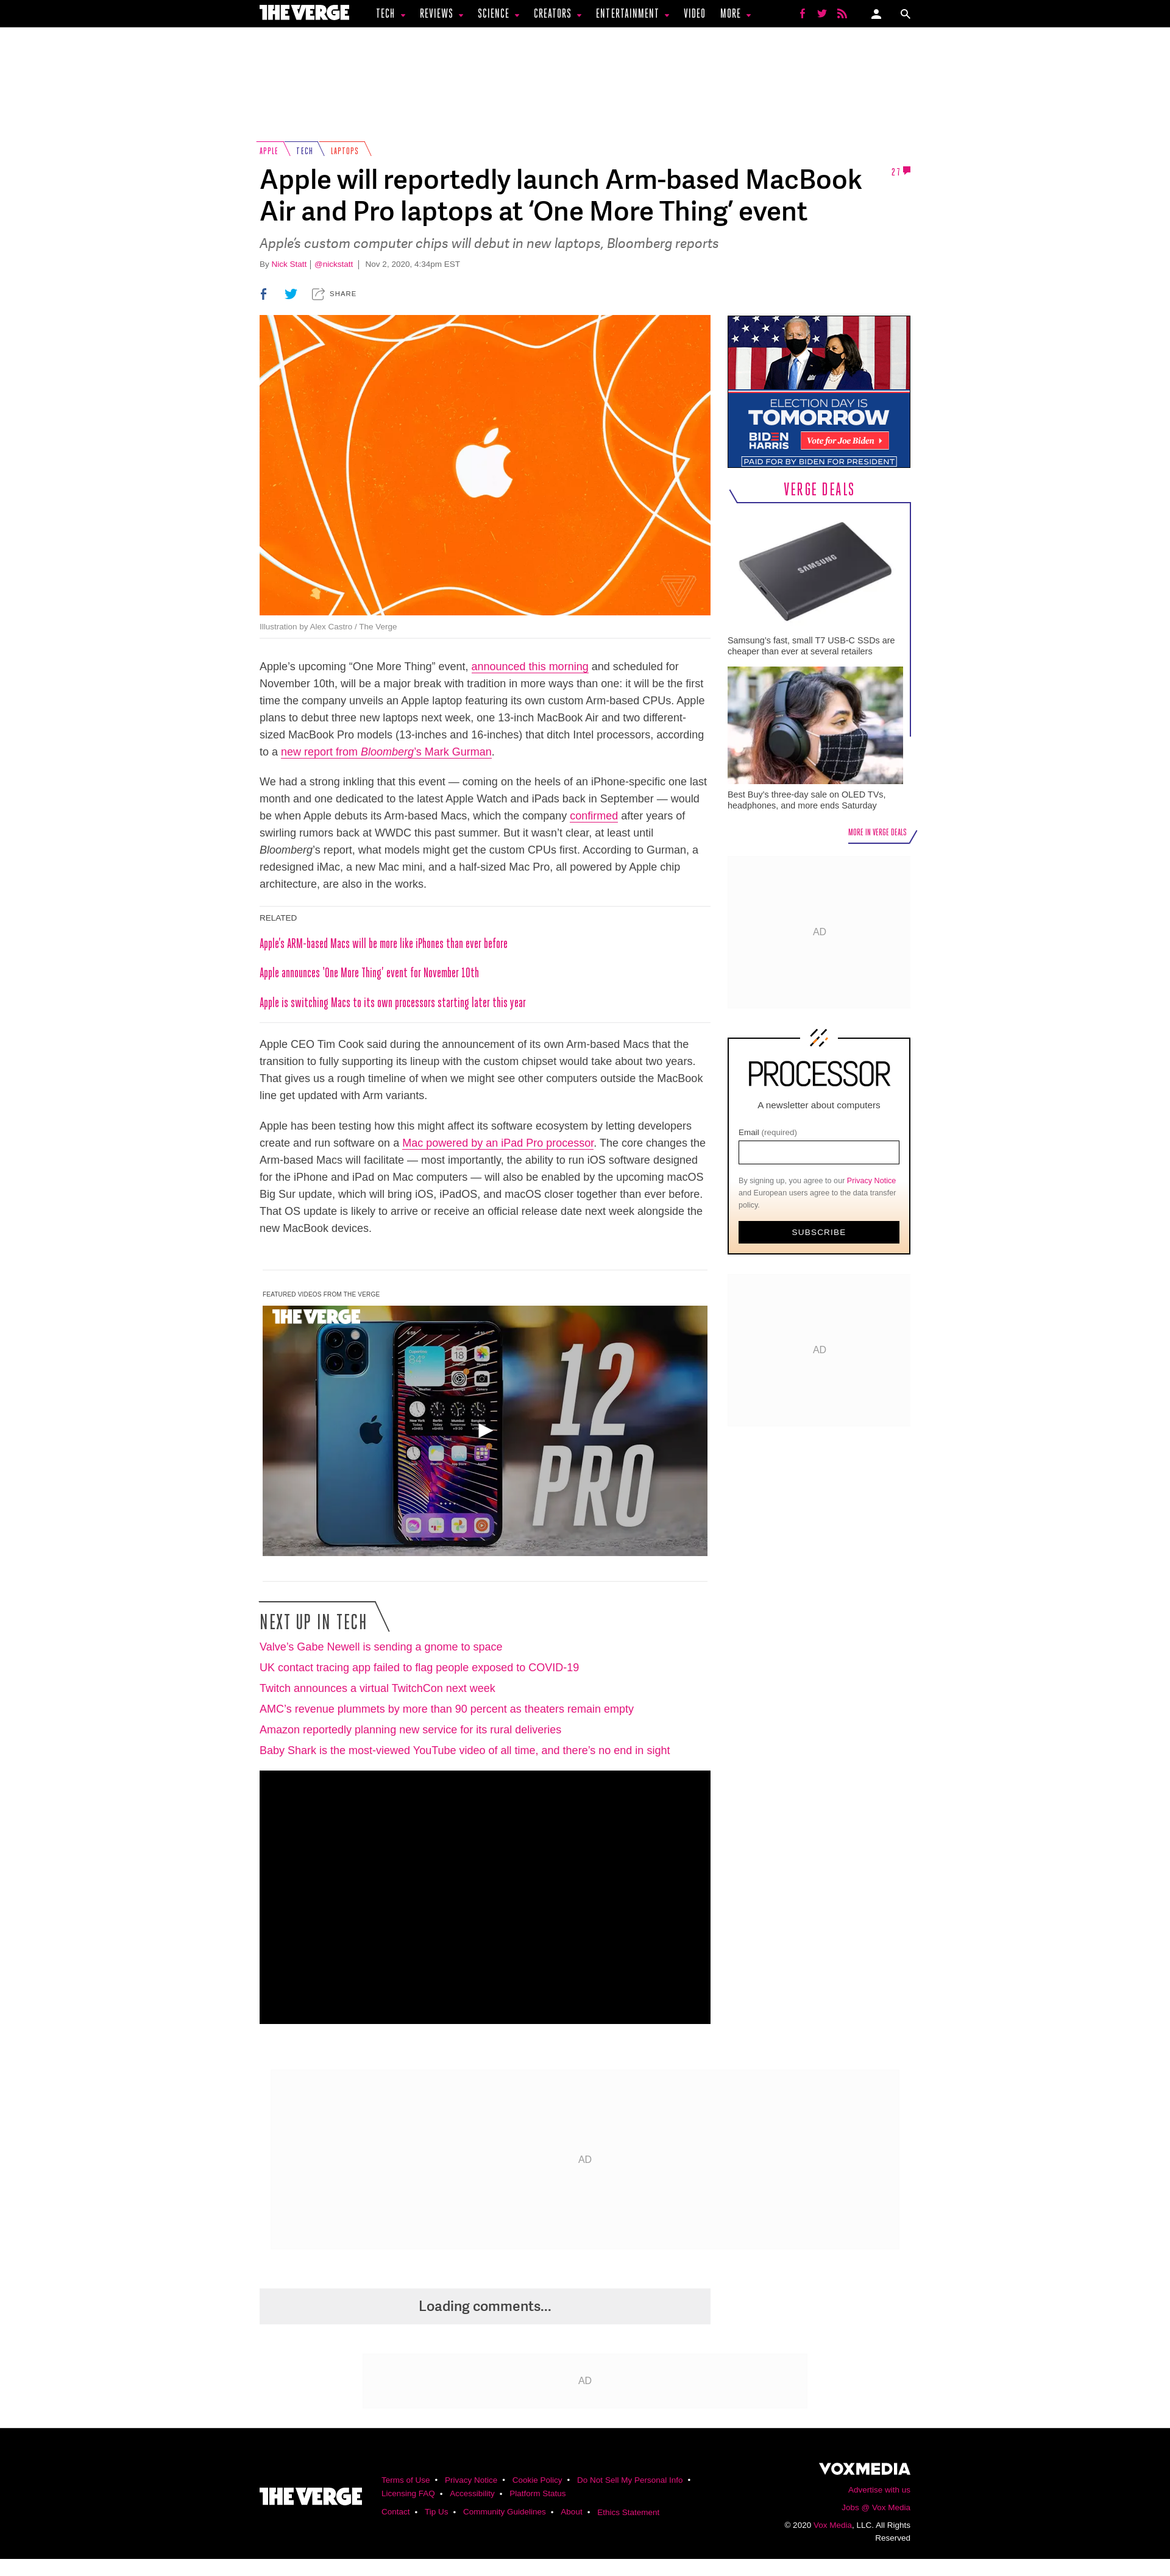 THE VERGE
TECH REVIEWS SCIENCE CREATORS ENTERTAINMENT VIDEO MORE
APPLE TECH LAPTOPS
Apple will reportedly launch Arm-based MacBook
Air and Pro laptops at ‘One More Thing’ event
27
Apple’s custom computer chips will debut in new laptops, Bloomberg reports
By Nick Statt | @nickstatt | Nov 2, 2020, 4:34pm EST
SHARE
Illustration by Alex Castro / The Verge
Apple’s upcoming “One More Thing” event, announced this morning and scheduled for
November 10th, will be a major break with tradition in more ways than one: it will be the first
time the company unveils an Apple laptop featuring its own custom Arm-based CPUs. Apple
plans to debut three new laptops next week, one 13-inch MacBook Air and two different-
sized MacBook Pro models (13-inches and 16-inches) that ditch Intel processors, according
to a new report from Bloomberg’s Mark Gurman.
We had a strong inkling that this event — coming on the heels of an iPhone-specific one last
month and one dedicated to the latest Apple Watch and iPads back in September — would
be when Apple debuts its Arm-based Macs, which the company confirmed after years of
swirling rumors back at WWDC this past summer. But it wasn’t clear, at least until
Bloomberg’s report, what models might get the custom CPUs first. According to Gurman, a
redesigned iMac, a new Mac mini, and a half-sized Mac Pro, all powered by Apple chip
architecture, are also in the works.
RELATED
Apple’s ARM-based Macs will be more like iPhones than ever before
Apple announces ‘One More Thing’ event for November 10th
Apple is switching Macs to its own processors starting later this year
Apple CEO Tim Cook said during the announcement of its own Arm-based Macs that the
transition to fully supporting its lineup with the custom chipset would take about two years.
That gives us a rough timeline of when we might see other computers outside the MacBook
line get updated with Arm variants.
Apple has been testing how this might affect its software ecosystem by letting developers
create and run software on a Mac powered by an iPad Pro processor. The core changes the
Arm-based Macs will facilitate — most importantly, the ability to run iOS software designed
for the iPhone and iPad on Mac computers — will also be enabled by the upcoming macOS
Big Sur update, which will bring iOS, iPadOS, and macOS closer together than ever before.
That OS update is likely to arrive or receive an official release date next week alongside the
new MacBook devices.
FEATURED VIDEOS FROM THE VERGE
THE VERGE
12
PRO
NEXT UP IN TECH
Valve’s Gabe Newell is sending a gnome to space
UK contact tracing app failed to flag people exposed to COVID-19
Twitch announces a virtual TwitchCon next week
AMC’s revenue plummets by more than 90 percent as theaters remain empty
Amazon reportedly planning new service for its rural deliveries
Baby Shark is the most-viewed YouTube video of all time, and there’s no end in sight
ELECTION DAY IS
TOMORROW
BIDEN
HARRIS
Vote for Joe Biden
PAID FOR BY BIDEN FOR PRESIDENT
VERGE DEALS
SAMSUNG
Samsung’s fast, small T7 USB-C SSDs are
cheaper than ever at several retailers
Best Buy’s three-day sale on OLED TVs,
headphones, and more ends Saturday
MORE IN VERGE DEALS
AD
PROCESSOR
A newsletter about computers
Email (required)
By signing up, you agree to our Privacy Notice
and European users agree to the data transfer
policy.
SUBSCRIBE
AD
AD
Loading comments...
AD
THE VERGE
Terms of Use • Privacy Notice • Cookie Policy • Do Not Sell My Personal Info •
Licensing FAQ • Accessibility • Platform Status
Contact • Tip Us • Community Guidelines • About • Ethics Statement
VOXMEDIA
Advertise with us
Jobs @ Vox Media
© 2020 Vox Media, LLC. All Rights
Reserved